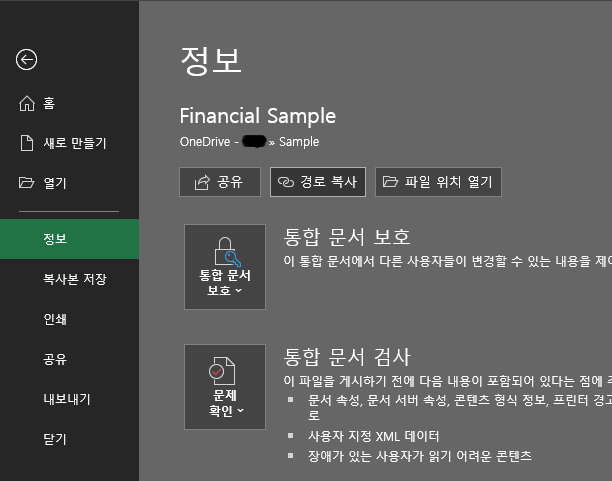 정보
Financial Sample
OneDrive - » Sample
공유
경로 복사
파일 위치 열기
홈
새로 만들기
열기
정보
복사본 저장
인쇄
공유
내보내기
닫기
통합 문서
보호
통합 문서 보호
이 통합 문서에서 다른 사용자들이 변경할 수 있는 내용을 제어
문제
확인
통합 문서 검사
이 파일을 게시하기 전에 다음 내용이 포함되어 있다는 점에 주
문서 속성, 문서 서버 속성, 콘텐츠 형식 정보, 프린터 경고
로
사용자 지정 XML 데이터
장애가 있는 사용자가 읽기 어려운 콘텐츠